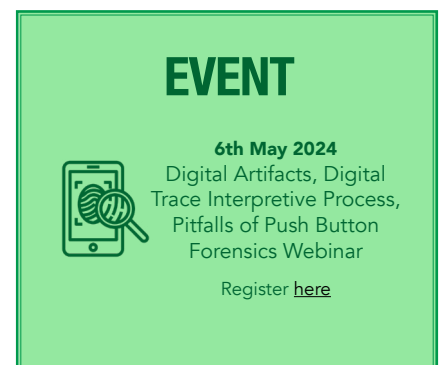 EVENT
6th May 2024
Digital Artifacts, Digital
Trace Interpretive Process,
Pitfalls of Push Button
Forensics Webinar
Register here